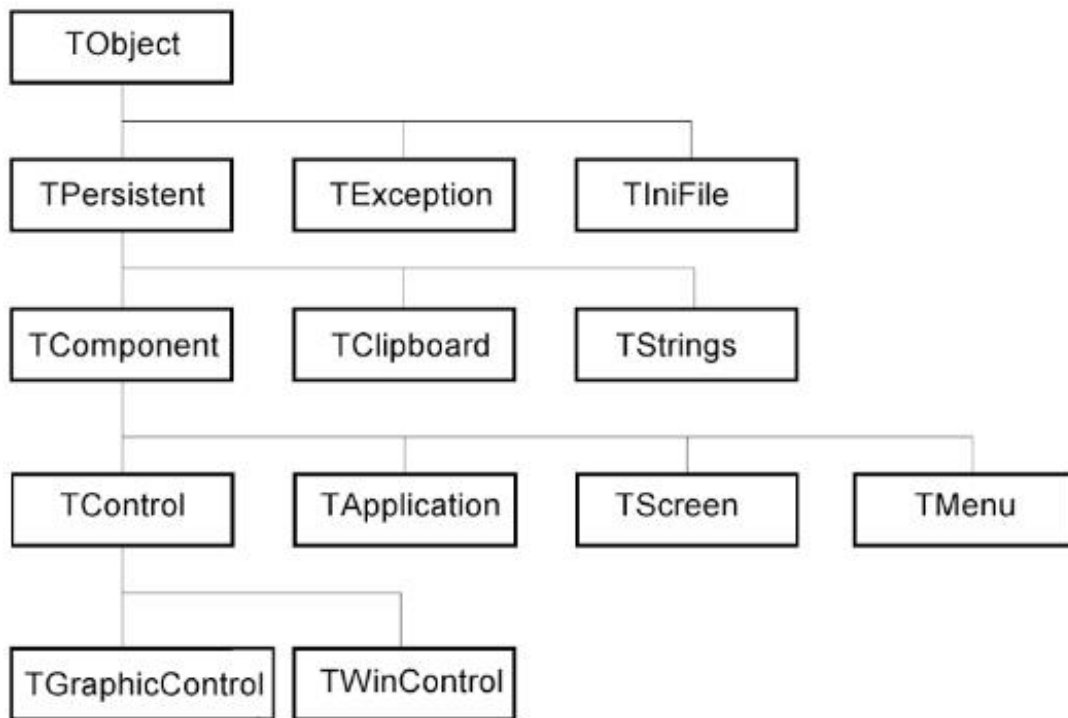 TObject
TPersistent
TException
TIniFile
TComponent
TClipboard
TStrings
TControl
TApplication
TScreen
TMenu
TGraphicControl
TWinControl